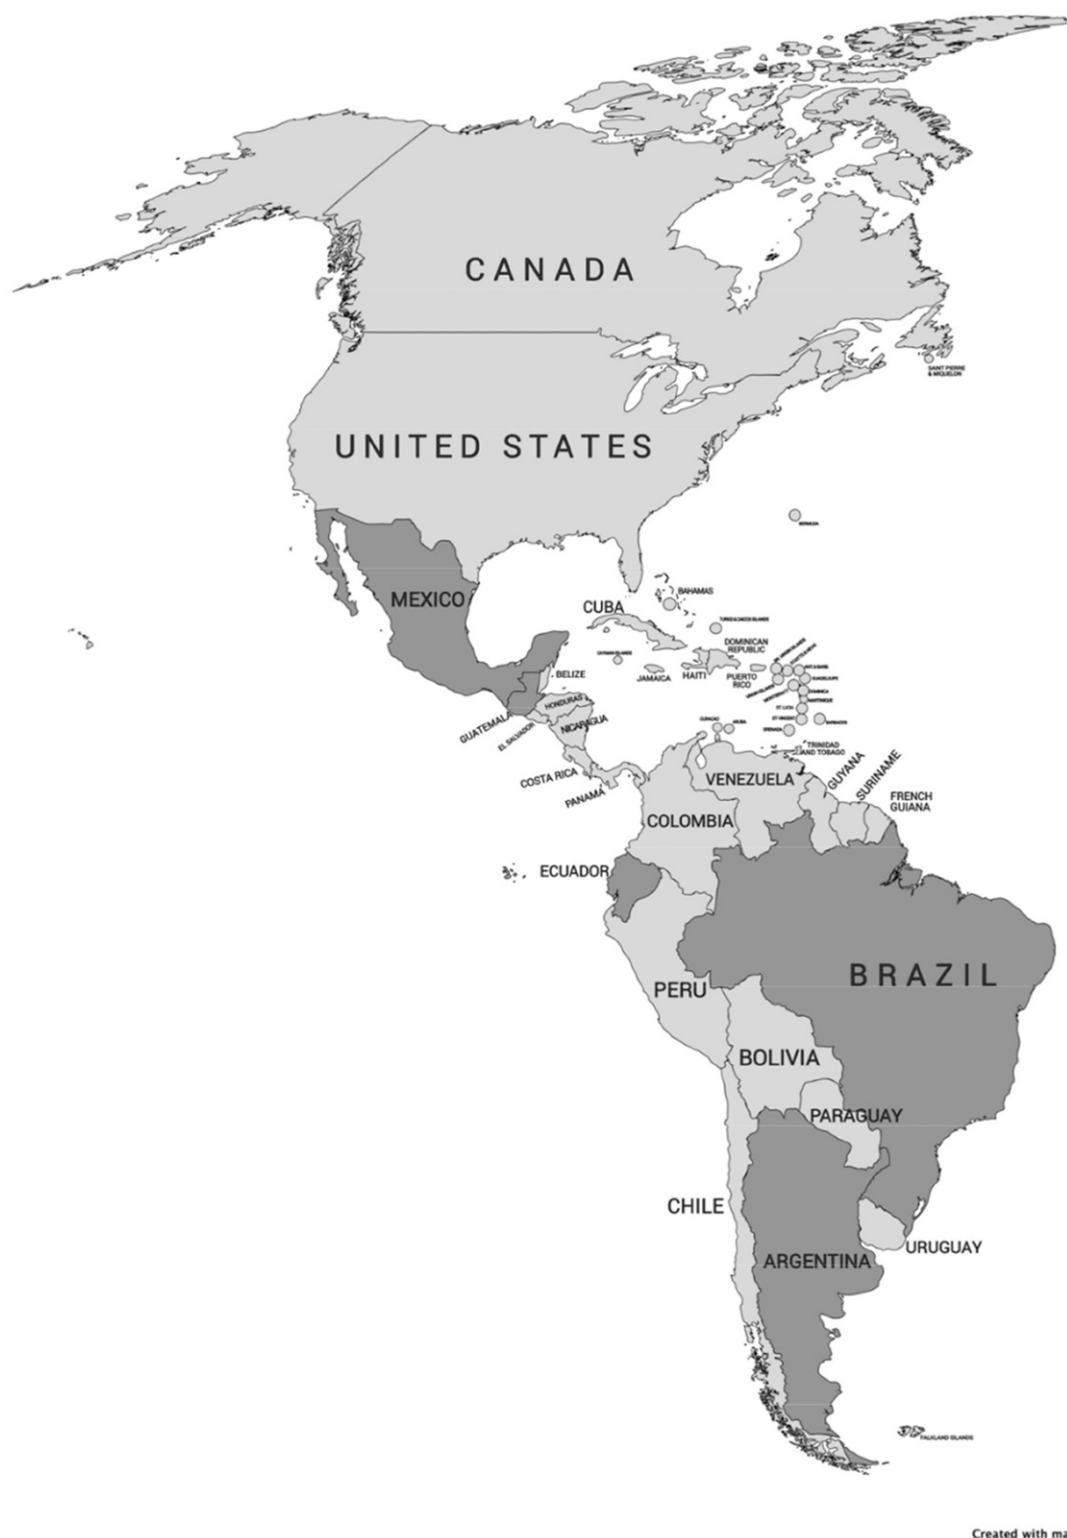 CANADA
SAINT PIERRE
& MIQUELON
UNITED STATES
BERMUDA
MEXICO
BAHAMAS
CUBA
TURKS & CAICOS ISLANDS
DOMINICAN
REPUBLIC
CAYMAN ISLANDS
JAMAICA
HAITI
PUERTO
RICO
BELIZE
GUADELOUPE
DOMINICA
MARTINIQUE
MONTSERRAT
HONDURAS
ST. LUCIA
ST. VINCENT
BARBADOS
GUATEMALA
EL SALVADOR
NICARAGUA
CURAÇAO
ARUBA
GRENADA
TRINIDAD
AND TOBAGO
COSTA RICA
PANAMA
VENEZUELA
GUYANA
SURINAME
FRENCH
GUIANA
COLOMBIA
ECUADOR
BRAZIL
PERU
BOLIVIA
PARAGUAY
CHILE
URUGUAY
ARGENTINA
FALKLAND ISLANDS
Created with ma